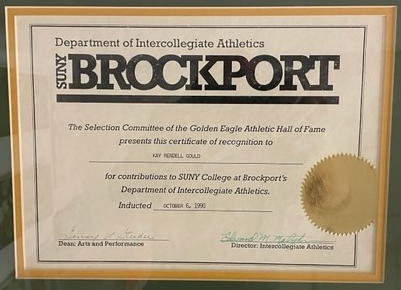 Department of Intercollegiate Athletics
SUNY BROCKPORT
The Selection Committee of the Golden Eagle Athletic Hall of Fame
presents this certificate of recognition to
KAY RENDELL GOULD
for contributions to SUNY College at Brockport's
Department of Intercollegiate Athletics.
Inducted OCTOBER 6, 1990
Dean: Arts and Performance
Director: Intercollegiate Athletics